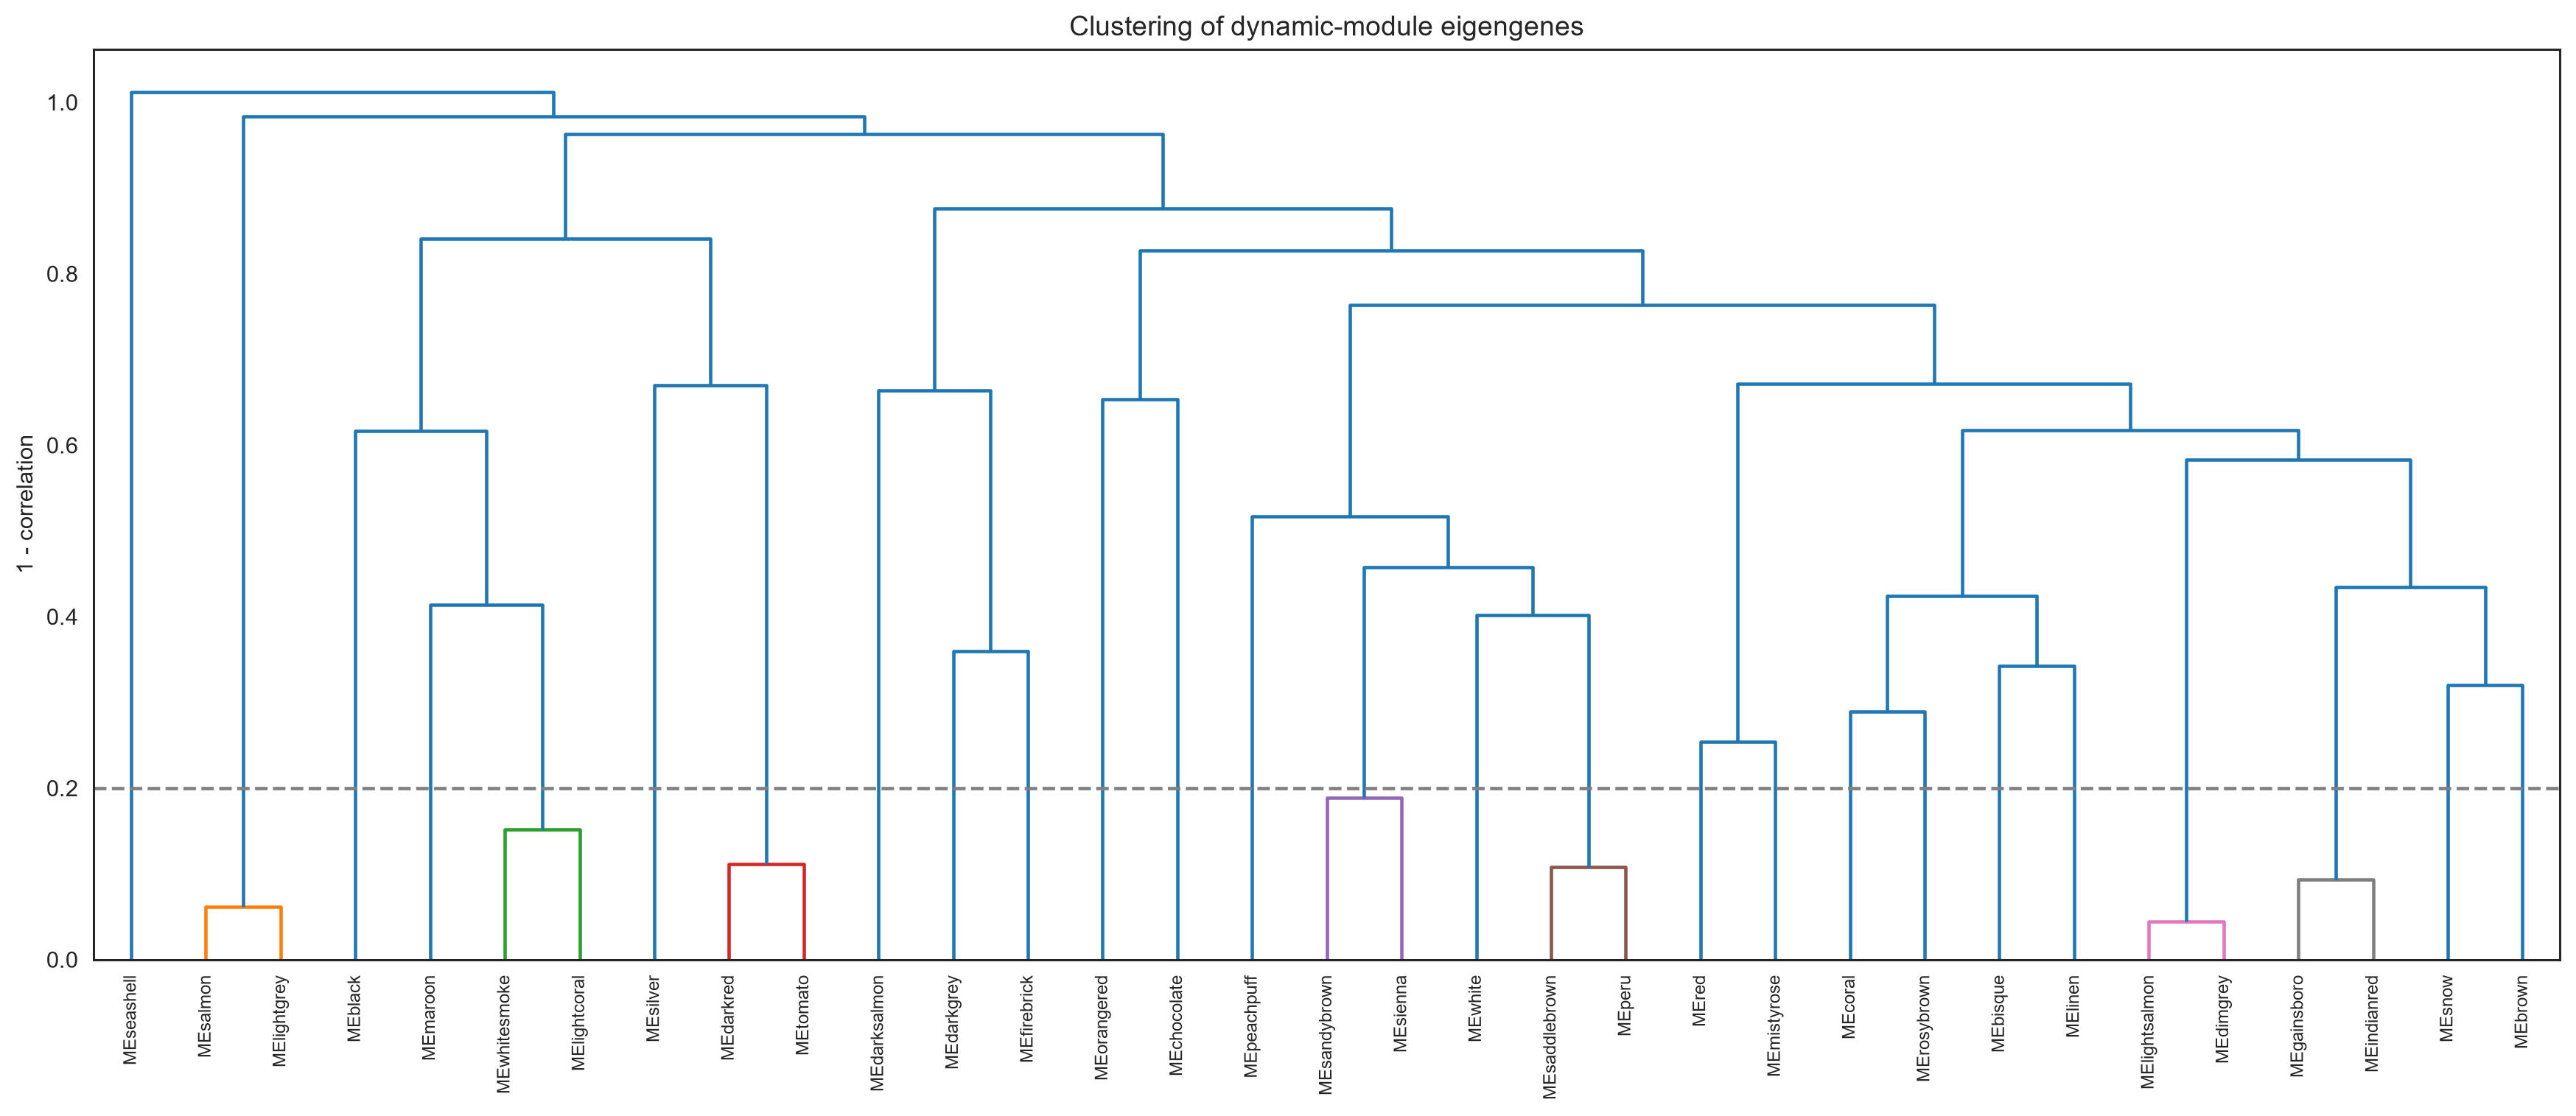 Clustering of dynamic-module eigengenes
1 - correlation
1.0
0.8
0.6
0.4
0.2
0.0
MEseashell
MEsalmon
MElightgrey
MEblack
MEmaroon
MEwhitesmoke
MElightcoral
MEsilver
MEdarkred
MEtomato
MEdarksalmon
MEdarkgrey
MEfirebrick
MEorangered
MEchocolate
MEpeachpuff
MEsandybrown
MEsienna
MEwhite
MEsaddlebrown
MEperu
MEred
MEmistyrose
MEcoral
MErosybrown
MEbisque
MElinen
MElightsalmon
MEdimgrey
MEgainsboro
MEindianred
MEsnow
MEbrown